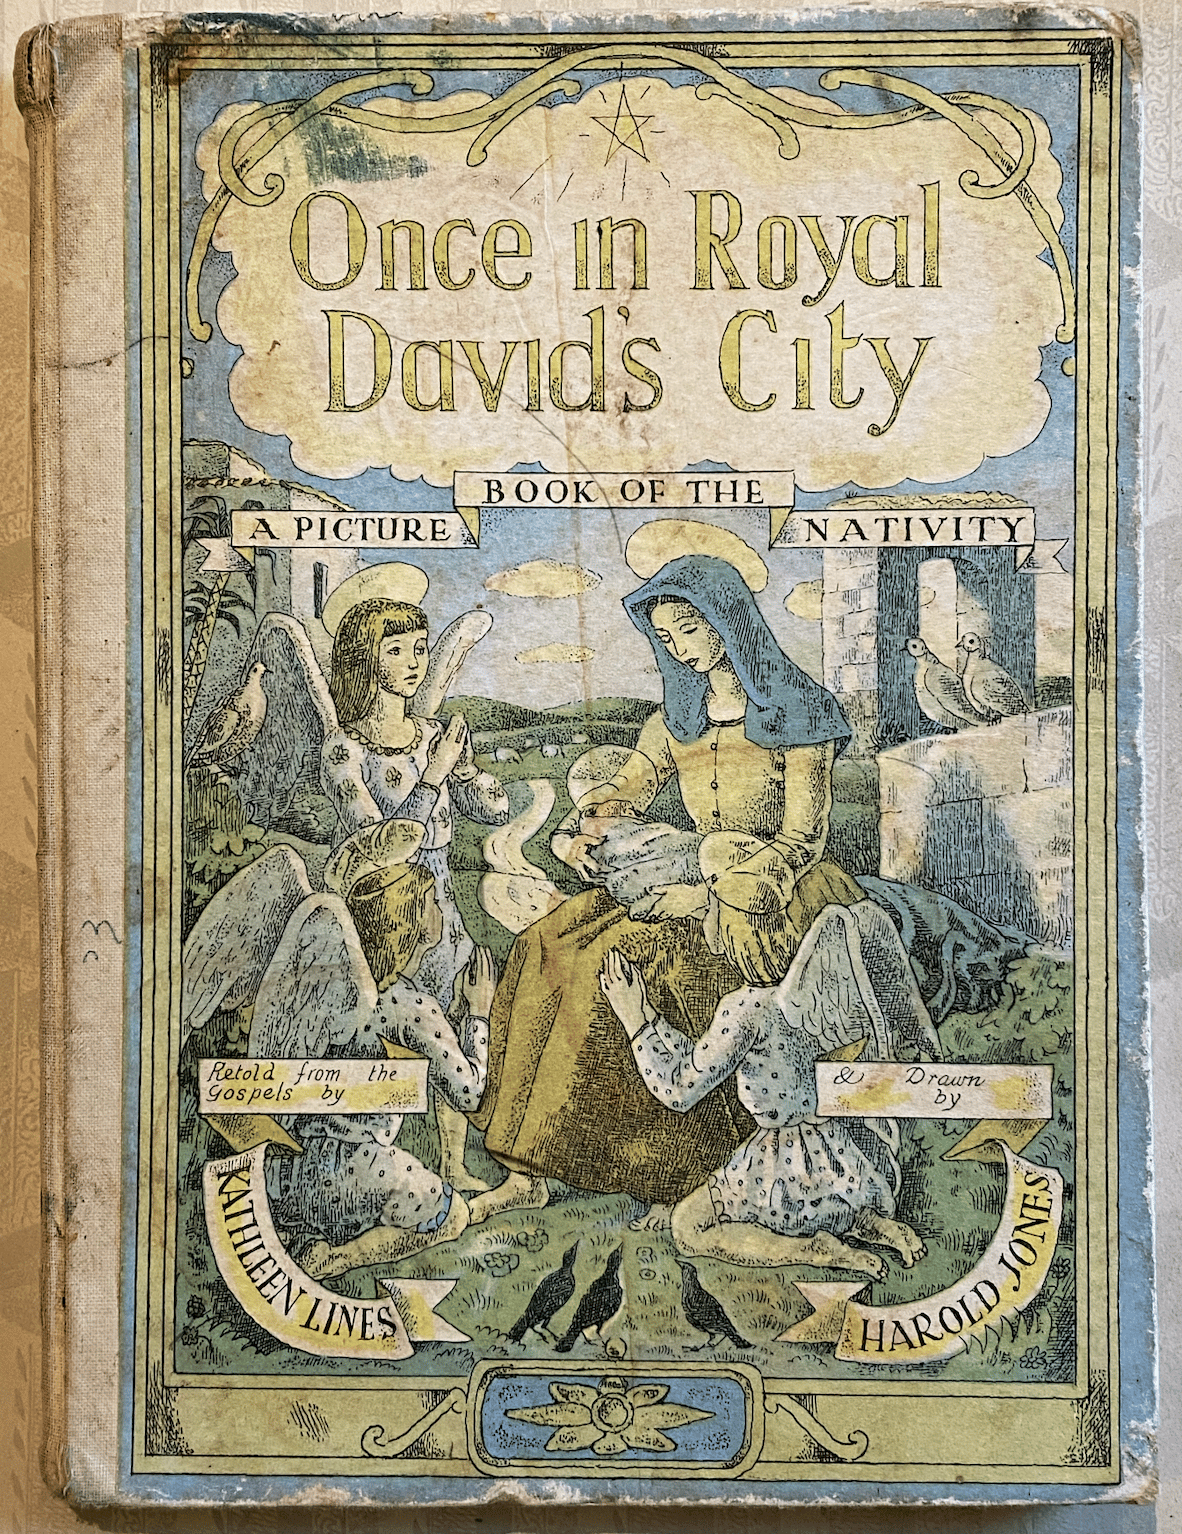 Once in Royal
David's City
A PICTURE BOOK OF THE NATIVITY
Retold from the
Gospels by
KATHLEEN LINES
& Drawn
by
HAROLD JONES